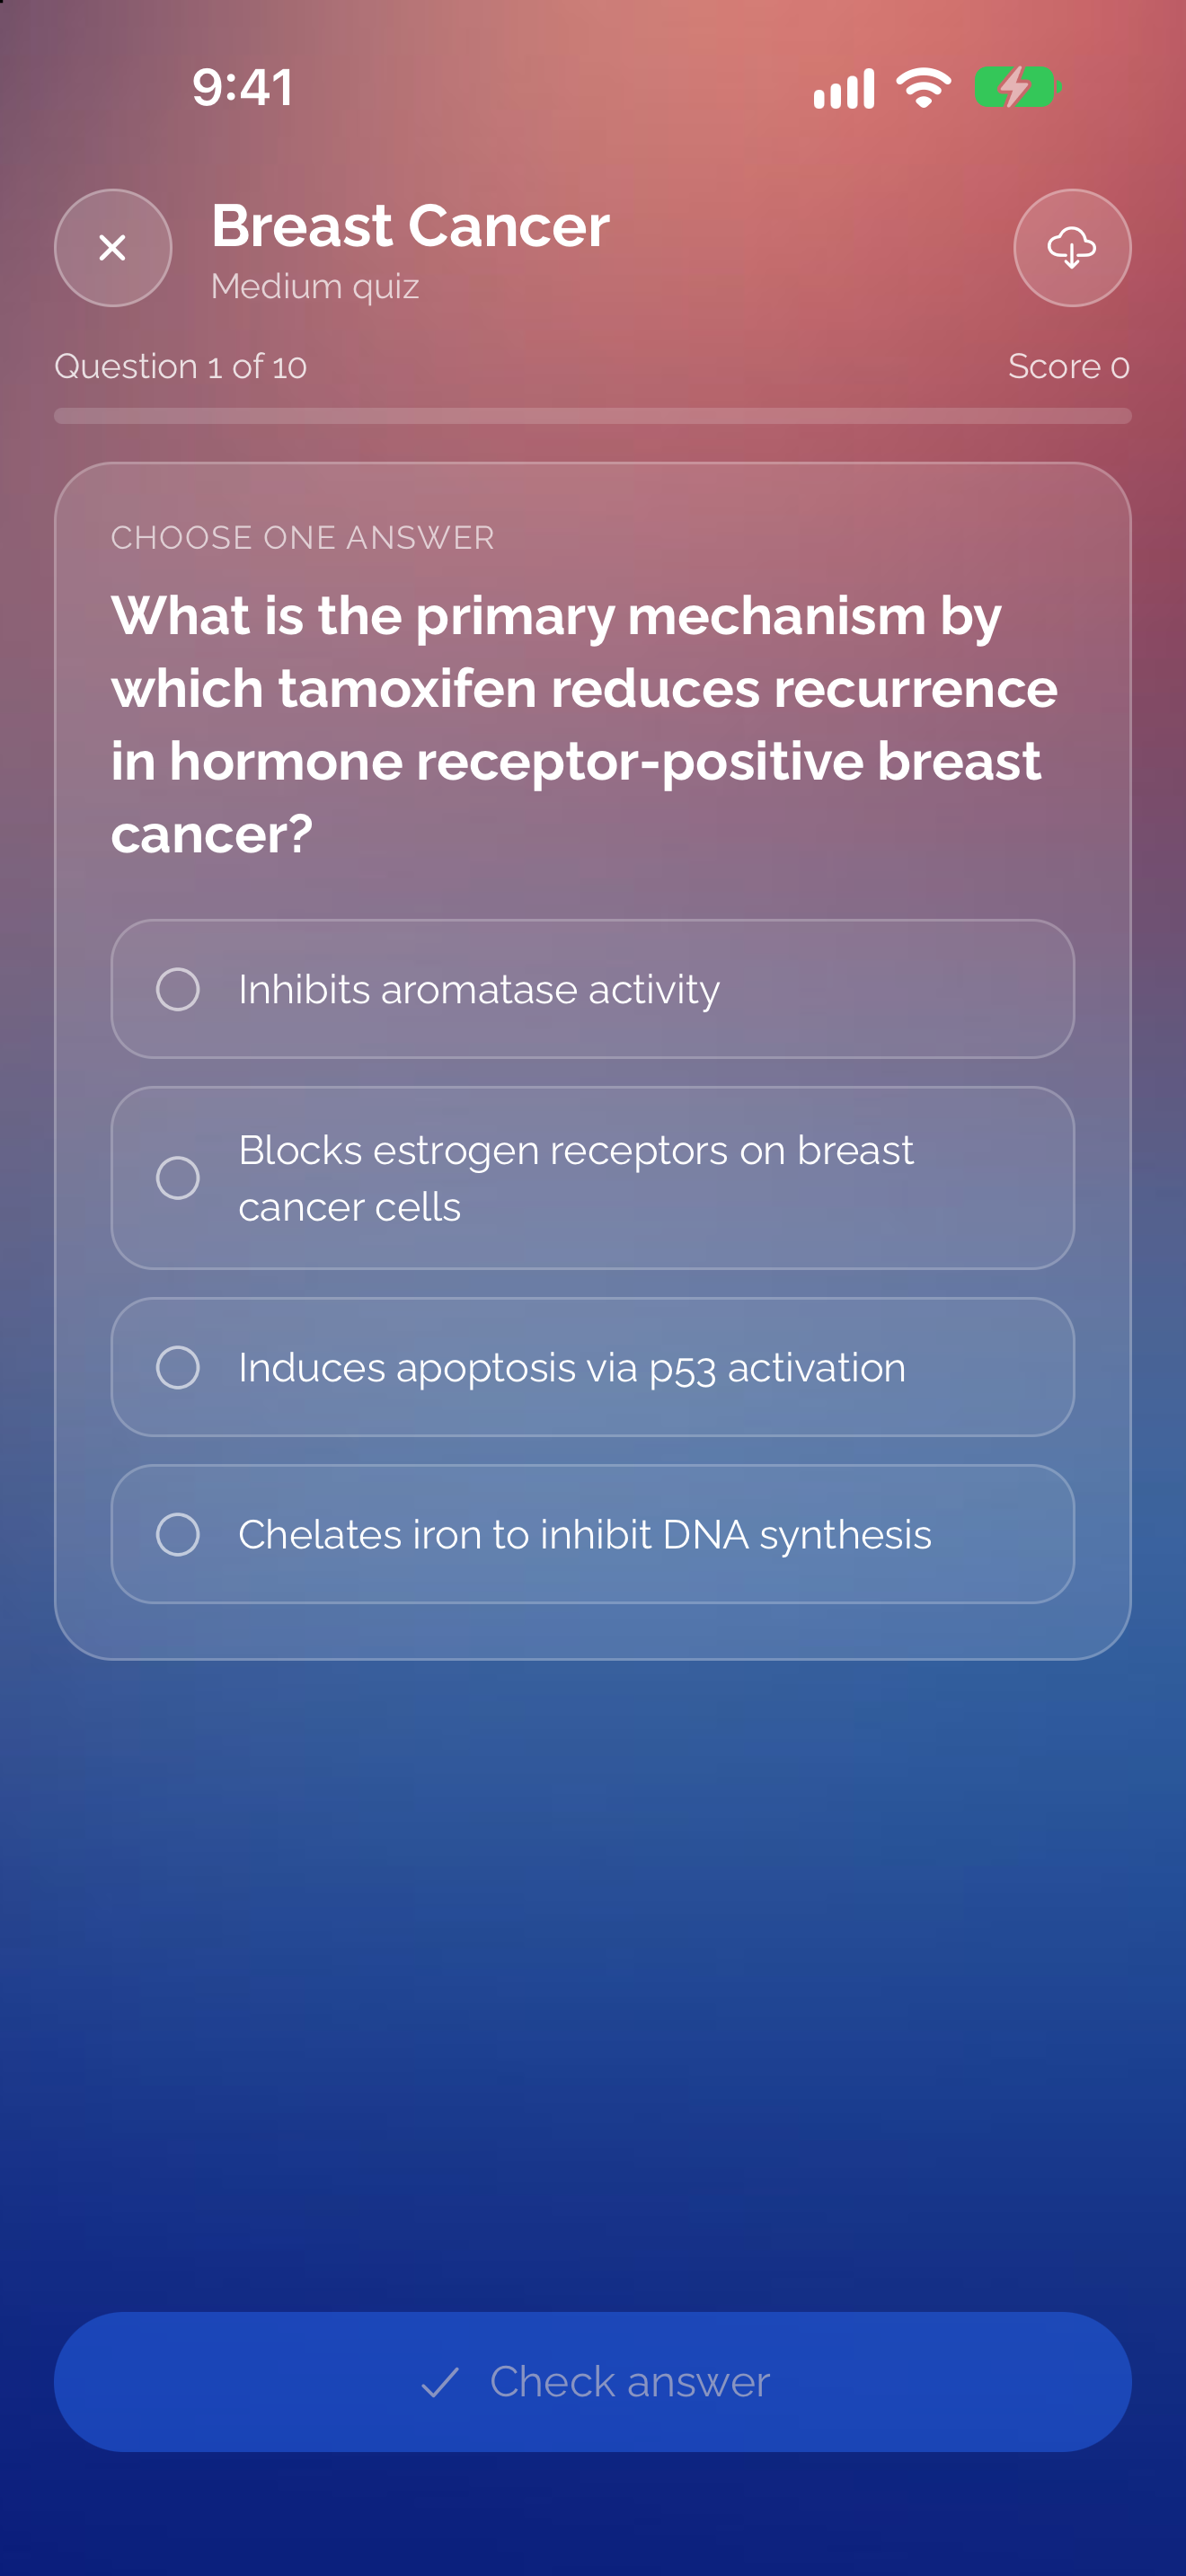 9:41
Breast Cancer
Medium quiz
Question 1 of 10
Score 0
CHOOSE ONE ANSWER
What is the primary mechanism by
which tamoxifen reduces recurrence
in hormone receptor-positive breast
cancer?
Inhibits aromatase activity
Blocks estrogen receptors on breast
cancer cells
Induces apoptosis via p53 activation
Chelates iron to inhibit DNA synthesis
Check answer